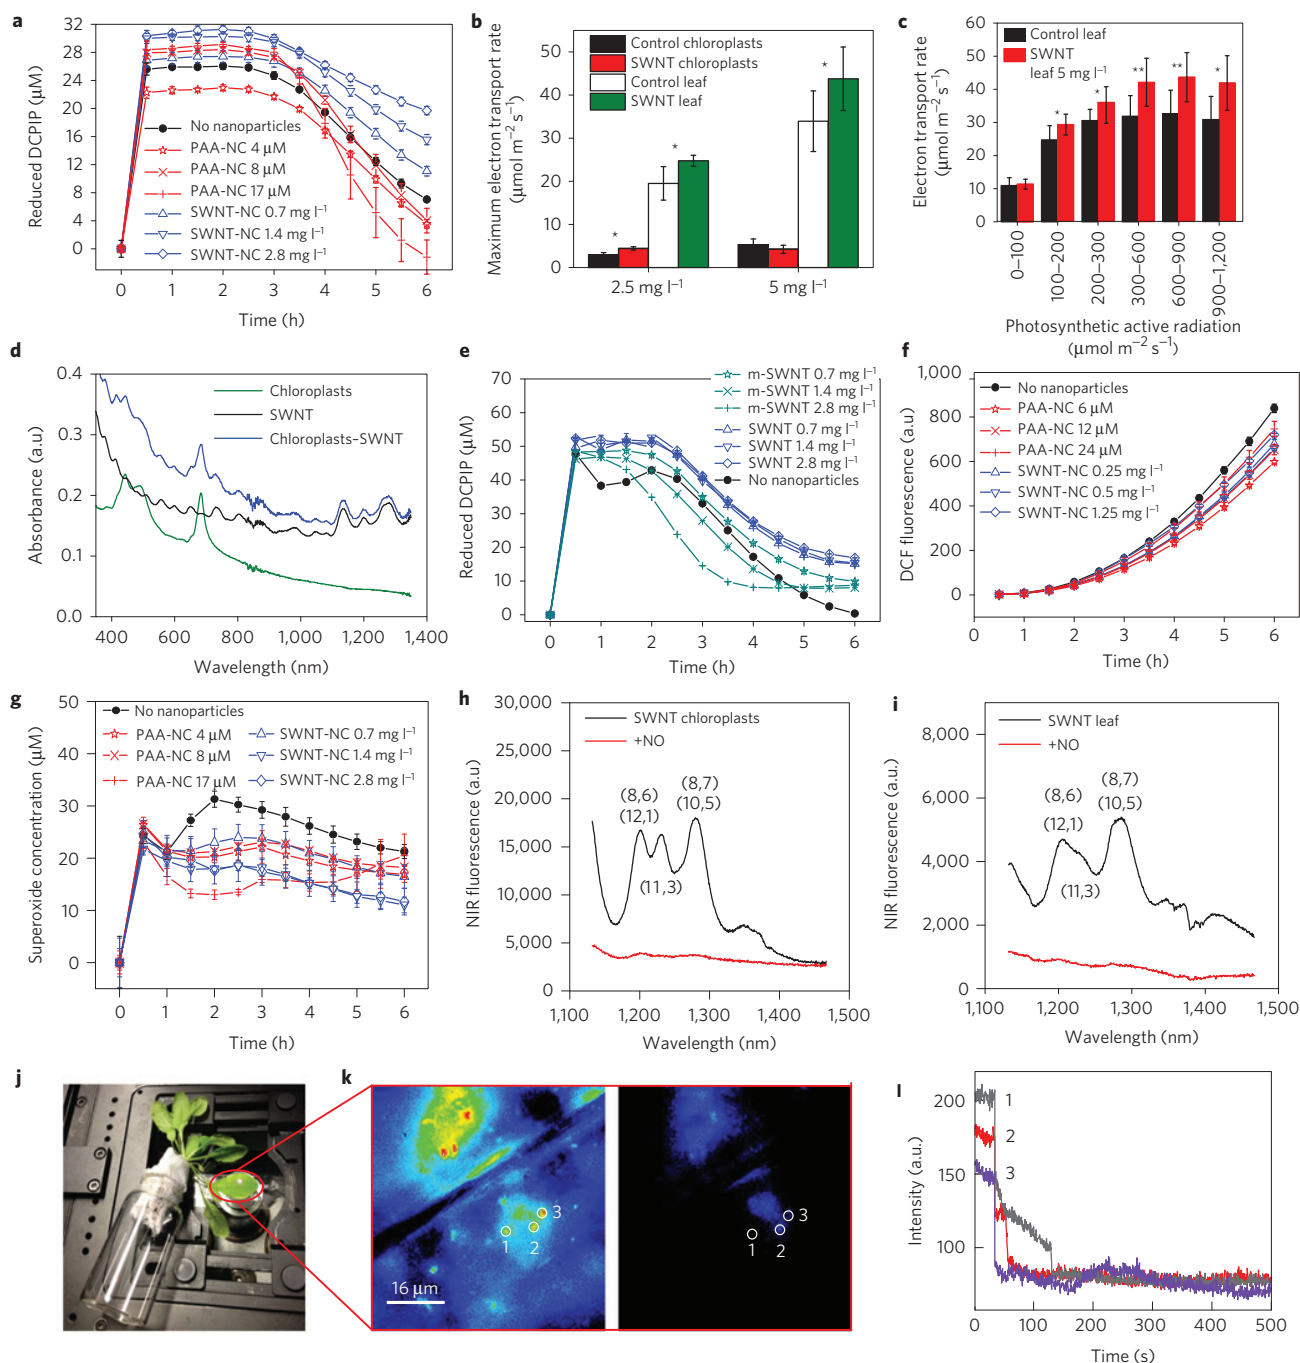 a
Reduced DCPIP (μM)
32
28
24
20
16
12
8
4
0
No nanoparticles
PAA-NC 4 μM
PAA-NC 8 μM
PAA-NC 17 μM
SWNT-NC 0.7 mg l⁻¹
SWNT-NC 1.4 mg l⁻¹
SWNT-NC 2.8 mg l⁻¹
0 1 2 3 4 5 6
Time (h)
b
Maximum electron transport rate
(μmol m⁻² s⁻¹)
50
40
30
20
10
0
Control chloroplasts
SWNT chloroplasts
Control leaf
SWNT leaf
* * *
2.5 mg l⁻¹ 5 mg l⁻¹
c
Electron transport rate
(μmol m⁻² s⁻¹)
60
50
40
30
20
10
0
Control leaf
SWNT
leaf 5 mg l⁻¹
* * ** ** *
0–100
100–200
200–300
300–600
600–900
900–1,200
Photosynthetic active radiation
(μmol m⁻² s⁻¹)
d
Absorbance (a.u)
0.4
0.3
0.2
0.1
0.0
Chloroplasts
SWNT
Chloroplasts–SWNT
400 600 800 1,000 1,200 1,400
Wavelength (nm)
e
Reduced DCPIP (μM)
70
60
50
40
30
20
10
0
m-SWNT 0.7 mg l⁻¹
m-SWNT 1.4 mg l⁻¹
m-SWNT 2.8 mg l⁻¹
SWNT 0.7 mg l⁻¹
SWNT 1.4 mg l⁻¹
SWNT 2.8 mg l⁻¹
No nanoparticles
0 1 2 3 4 5 6
Time (h)
f
DCF fluorescence (a.u)
1,000
800
600
400
200
0
No nanoparticles
PAA-NC 6 μM
PAA-NC 12 μM
PAA-NC 24 μM
SWNT-NC 0.25 mg l⁻¹
SWNT-NC 0.5 mg l⁻¹
SWNT-NC 1.25 mg l⁻¹
0 1 2 3 4 5 6
Time (h)
g
Superoxide concentration (μM)
50
40
30
20
10
0
No nanoparticles
PAA-NC 4 μM
PAA-NC 8 μM
PAA-NC 17 μM
SWNT-NC 0.7 mg l⁻¹
SWNT-NC 1.4 mg l⁻¹
SWNT-NC 2.8 mg l⁻¹
0 1 2 3 4 5 6
Time (h)
h
NIR fluorescence (a.u)
30,000
25,000
20,000
15,000
10,000
5,000
0
SWNT chloroplasts
+NO
(8,6)
(12,1)
(11,3)
(8,7)
(10,5)
1,100 1,200 1,300 1,400 1,500
Wavelength (nm)
i
NIR fluorescence (a.u.)
8,000
6,000
4,000
2,000
0
SWNT leaf
+NO
(8,6)
(12,1)
(11,3)
(8,7)
(10,5)
1,100 1,200 1,300 1,400 1,500
Wavelength (nm)
j
k
1 2 3
16 μm
1 2 3
l
Intensity (a.u.)
200
150
100
1
2
3
0 100 200 300 400 500
Time (s)